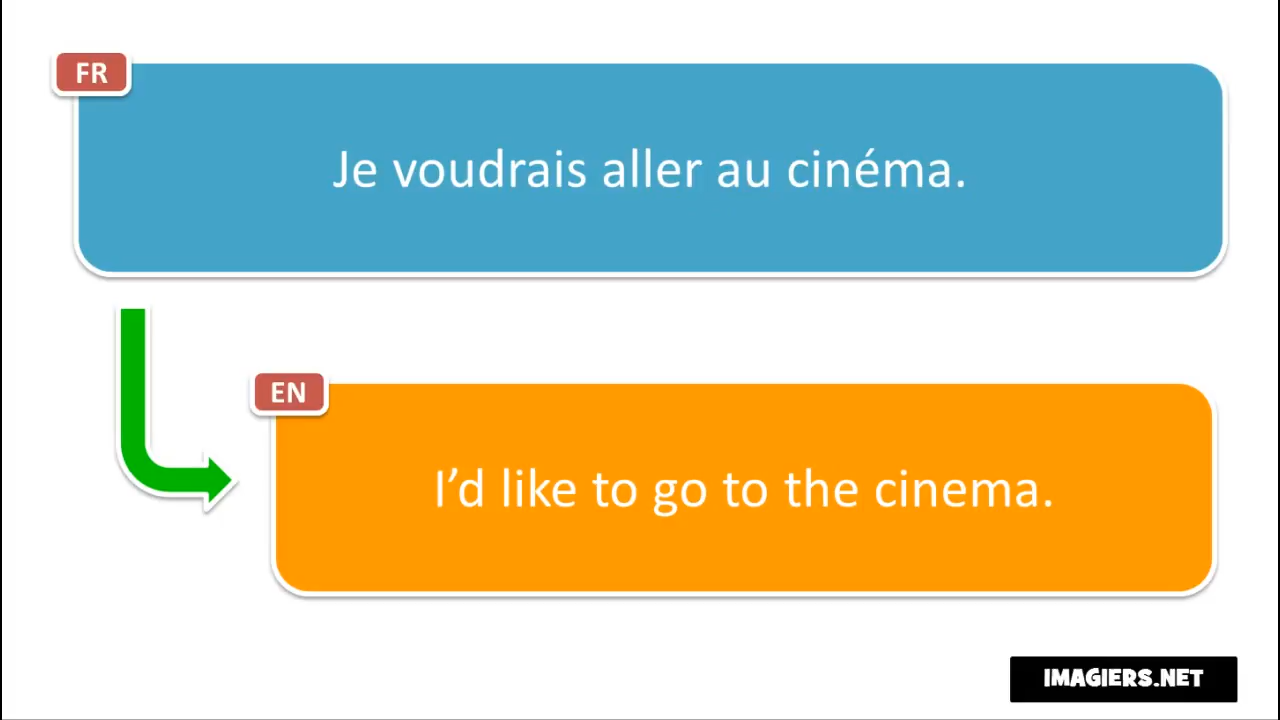 FR
Je voudrais aller au cinéma.
EN
I’d like to go to the cinema.
IMAGIERS.NET